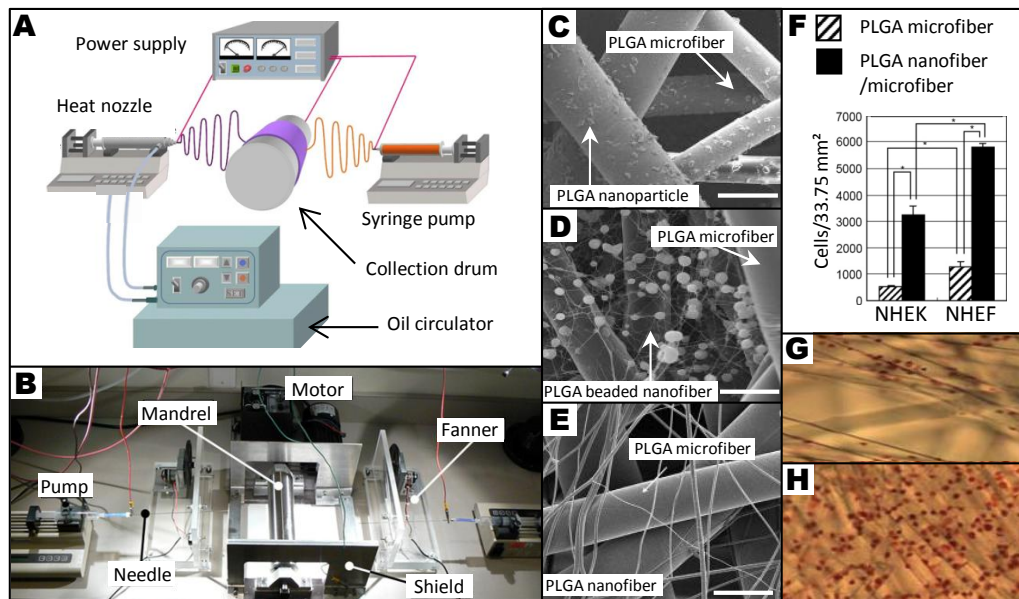 A
Power supply
Heat nozzle
Syringe pump
Collection drum
Oil circulator
B
Motor
Mandrel
Fanner
Pump
Needle
Shield
C
PLGA microfiber
PLGA nanoparticle
D
PLGA microfiber
PLGA beaded nanofiber
E
PLGA microfiber
PLGA nanofiber
F
PLGA microfiber
PLGA nanofiber
/microfiber
7000
6000
5000
4000
3000
2000
1000
0
Cells/33.75 mm²
* * * *
NHEK NHEF
G
H